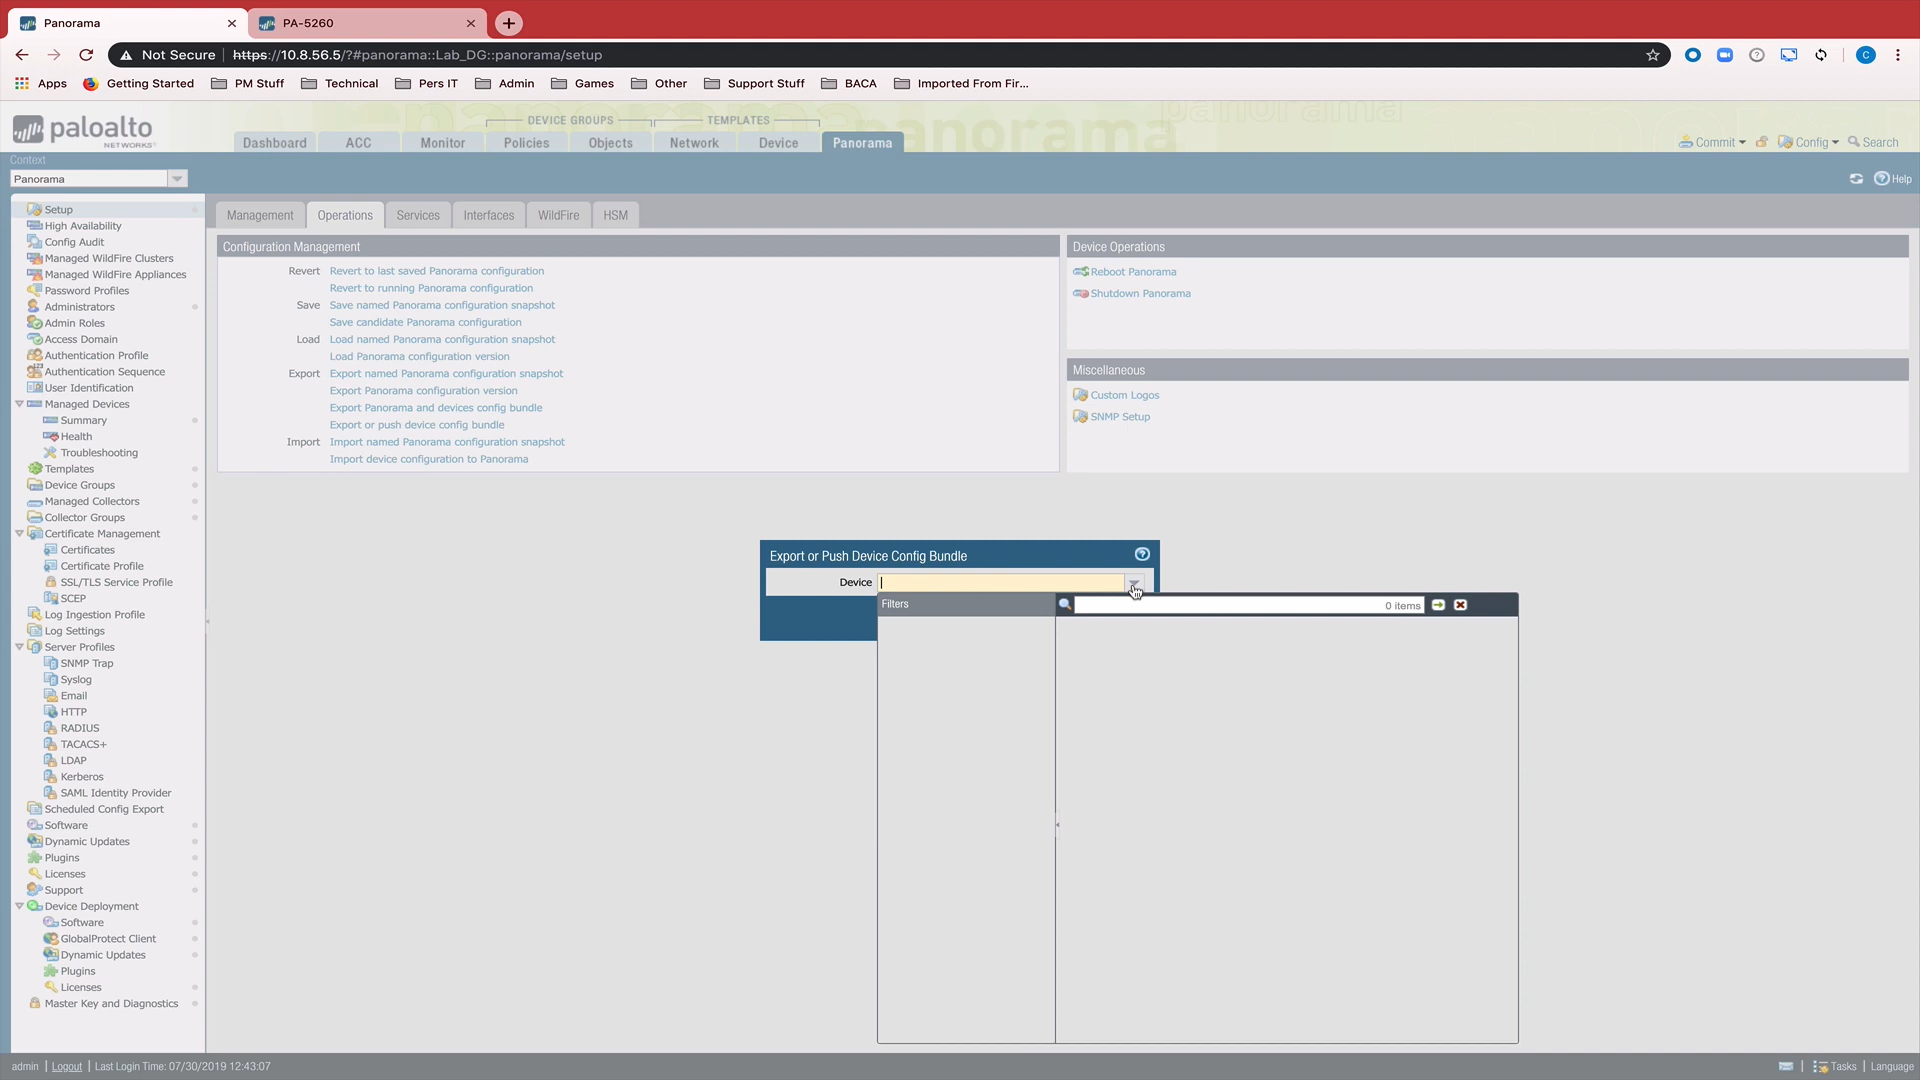 Panorama
PA-5260
Not Secure | https://10.8.56.5/?#panorama::Lab_DG::panorama/setup
C
Apps Getting Started PM Stuff Technical Pers IT Admin Games Other Support Stuff BACA Imported From Fir...
paloalto NETWORKS
panorama
panorama
DEVICE GROUPS TEMPLATES
Dashboard ACC Monitor Policies Objects Network Device Panorama
Commit Config Search
Context
Panorama
Help
Setup
High Availability
Config Audit
Managed WildFire Clusters
Managed WildFire Appliances
Password Profiles
Administrators
Admin Roles
Access Domain
Authentication Profile
Authentication Sequence
User Identification
Managed Devices
Summary
Health
Troubleshooting
Templates
Device Groups
Managed Collectors
Collector Groups
Certificate Management
Certificates
Certificate Profile
SSL/TLS Service Profile
SCEP
Log Ingestion Profile
Log Settings
Server Profiles
SNMP Trap
Syslog
Email
HTTP
RADIUS
TACACS+
LDAP
Kerberos
SAML Identity Provider
Scheduled Config Export
Software
Dynamic Updates
Plugins
Licenses
Support
Device Deployment
Software
GlobalProtect Client
Dynamic Updates
Plugins
Licenses
Master Key and Diagnostics
Management Operations Services Interfaces WildFire HSM
Configuration Management
Revert Revert to last saved Panorama configuration
Revert to running Panorama configuration
Save Save named Panorama configuration snapshot
Save candidate Panorama configuration
Load Load named Panorama configuration snapshot
Load Panorama configuration version
Export Export named Panorama configuration snapshot
Export Panorama configuration version
Export Panorama and devices config bundle
Export or push device config bundle
Import Import named Panorama configuration snapshot
Import device configuration to Panorama
Device Operations
Reboot Panorama
Shutdown Panorama
Miscellaneous
Custom Logos
SNMP Setup
Export or Push Device Config Bundle
Device
Filters
0 items
admin | Logout | Last Login Time: 07/30/2019 12:43:07
Tasks | Language